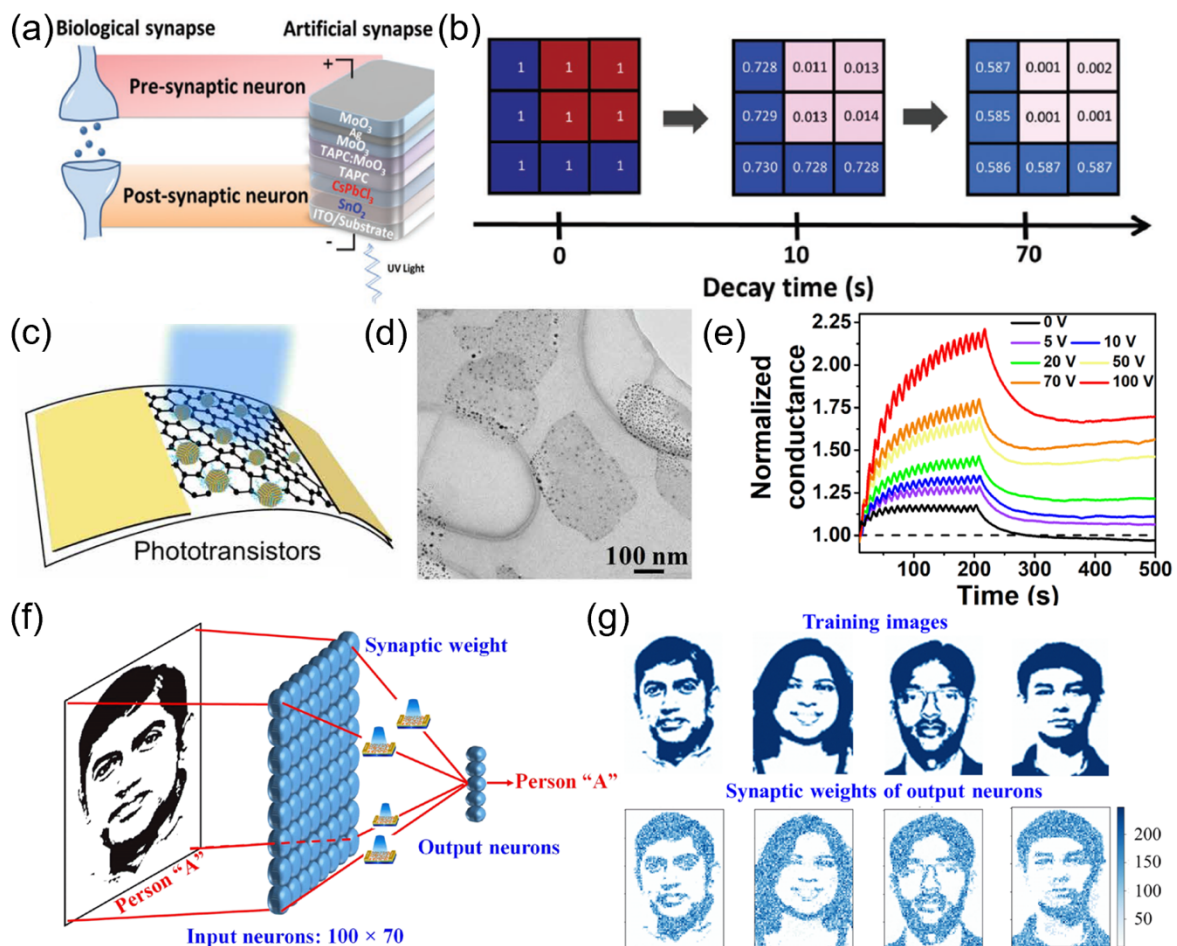 (a)
Biological synapse
Artificial synapse
+
Pre-synaptic neuron
MoO₃
Ag
MoO₃
TAPC:MoO₃
TAPC
CsPbCl₃
SnO₂
ITO/Substrate
Post-synaptic neuron
-
UV Light
(b)
1 1 1
1 1 1
1 1 1
0.728 0.011 0.013
0.729 0.013 0.014
0.730 0.728 0.728
0.587 0.001 0.002
0.585 0.001 0.001
0.586 0.587 0.587
0 10 70
Decay time (s)
(c)
Phototransistors
(d)
100 nm
(e)
Normalized
conductance
2.25
2.00
1.75
1.50
1.25
1.00
0 V
5 V 10 V
20 V 50 V
70 V 100 V
100 200 300 400 500
Time (s)
(f)
Synaptic weight
Person “A”
Output neurons
Person “A”
Input neurons: 100 × 70
(g)
Training images
Synaptic weights of output neurons
200
150
100
50